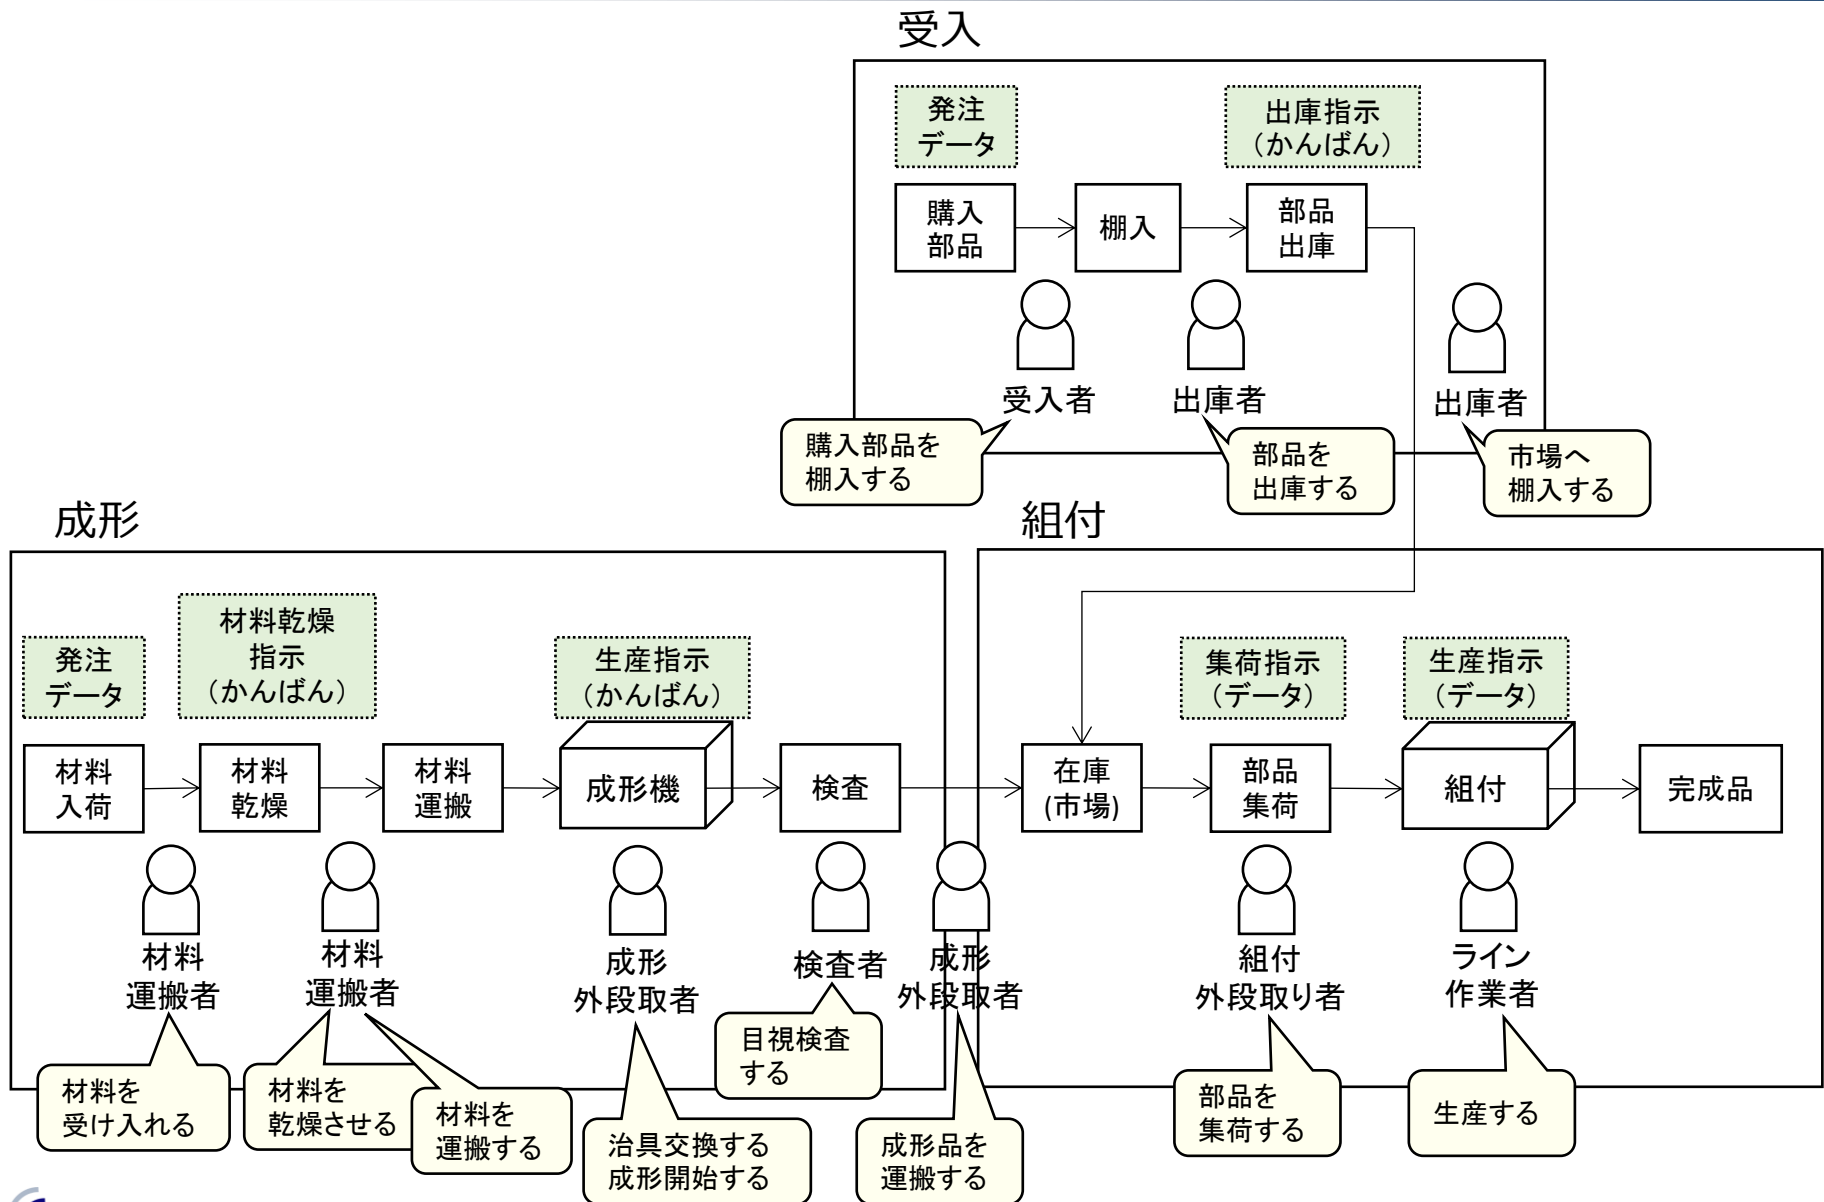 受入
発注
データ
出庫指示
（かんばん）
購入
部品
棚入
部品
出庫
受入者
出庫者
出庫者
購入部品を
棚入する
部品を
出庫する
市場へ
棚入する
成形
発注
データ
材料乾燥
指示
（かんばん）
生産指示
（かんばん）
材料
入荷
材料
乾燥
材料
運搬
成形機
検査
材料
運搬者
材料
運搬者
成形
外段取者
検査者
成形
外段取者
材料を
受け入れる
材料を
乾燥させる
材料を
運搬する
治具交換する
成形開始する
目視検査
する
成形品を
運搬する
組付
集荷指示
（データ）
生産指示
（データ）
在庫
(市場)
部品
集荷
組付
完成品
組付
外段取り者
ライン
作業者
部品を
集荷する
生産する